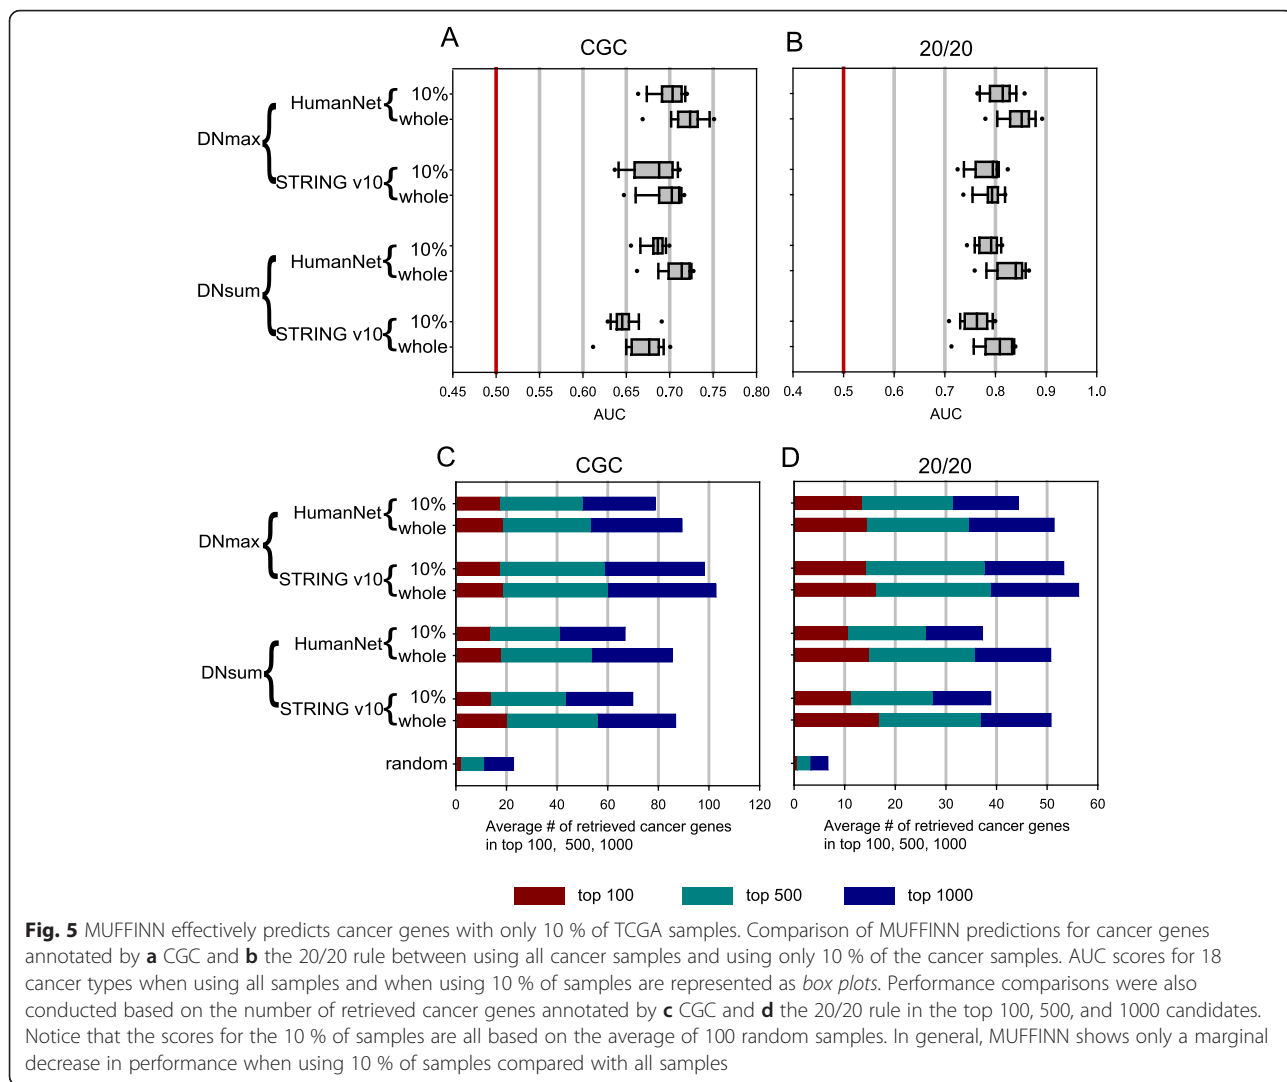 A
CGC
B
20/20
DNmax
HumanNet
10%
whole
STRING v10
10%
whole
DNsum
HumanNet
10%
whole
STRING v10
10%
whole
0.45 0.50 0.55 0.60 0.65 0.70 0.75 0.80
AUC
0.4 0.5 0.6 0.7 0.8 0.9 1.0
AUC
C
CGC
D
20/20
DNmax
HumanNet
10%
whole
STRING v10
10%
whole
DNsum
HumanNet
10%
whole
STRING v10
10%
whole
random
0 20 40 60 80 100 120
Average # of retrieved cancer genes
in top 100, 500, 1000
0 10 20 30 40 50 60
Average # of retrieved cancer genes
in top 100, 500, 1000
top 100 top 500 top 1000
Fig. 5 MUFFINN effectively predicts cancer genes with only 10 % of TCGA samples. Comparison of MUFFINN predictions for cancer genes
annotated by a CGC and b the 20/20 rule between using all cancer samples and using only 10 % of the cancer samples. AUC scores for 18
cancer types when using all samples and when using 10 % of samples are represented as box plots. Performance comparisons were also
conducted based on the number of retrieved cancer genes annotated by c CGC and d the 20/20 rule in the top 100, 500, and 1000 candidates.
Notice that the scores for the 10 % of samples are all based on the average of 100 random samples. In general, MUFFINN shows only a marginal
decrease in performance when using 10 % of samples compared with all samples